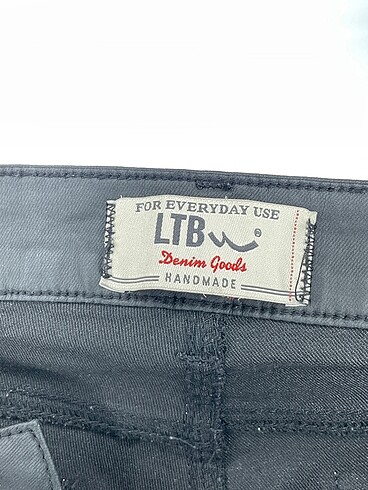 FOR EVERYDAY USE
LTB ®
Denim Goods
HANDMADE